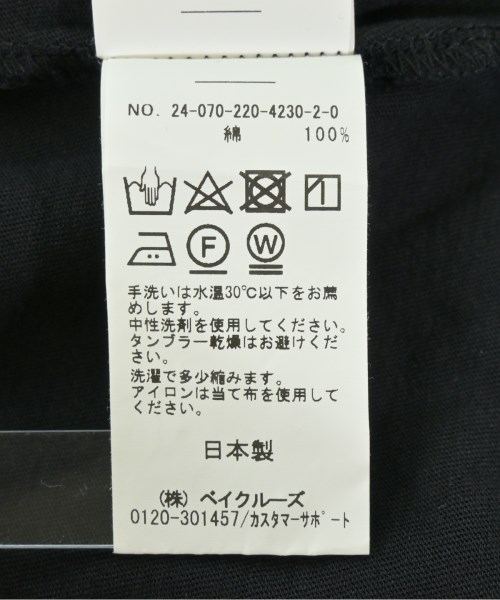 NO. 24-070-220-4230-2-0
綿 100%
F W
手洗いは水温30℃以下をお薦
めします。
中性洗剤を使用してください。
タンブラー乾燥はお避けくださ
い。
洗濯で多少縮みます。
アイロンは当て布を使用して
ください。
日本製
(株) ベイクルーズ
0120-301457/カスタマーサポート